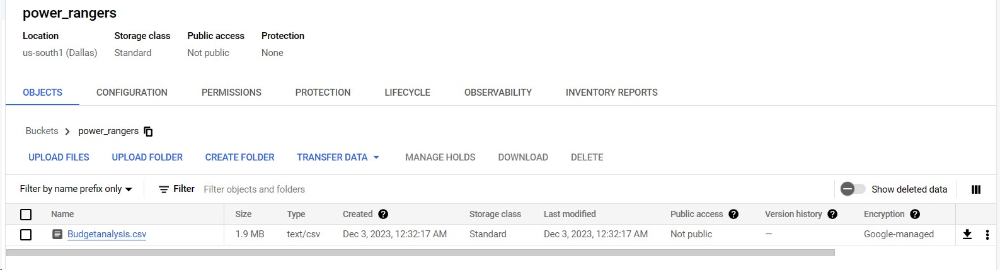 power_rangers
Location Storage class Public access Protection
us-south1 (Dallas) Standard Not public None
OBJECTS CONFIGURATION PERMISSIONS PROTECTION LIFECYCLE OBSERVABILITY INVENTORY REPORTS
Buckets > power_rangers
UPLOAD FILES UPLOAD FOLDER CREATE FOLDER TRANSFER DATA MANAGE HOLDS DOWNLOAD DELETE
Filter by name prefix only Filter Filter objects and folders Show deleted data
Name Size Type Created ? Storage class Last modified Public access ? Version history ? Encryption ?
Budgetanalysis.csv 1.9 MB text/csv Dec 3, 2023, 12:32:17 AM Standard Dec 3, 2023, 12:32:17 AM Not public — Google-managed